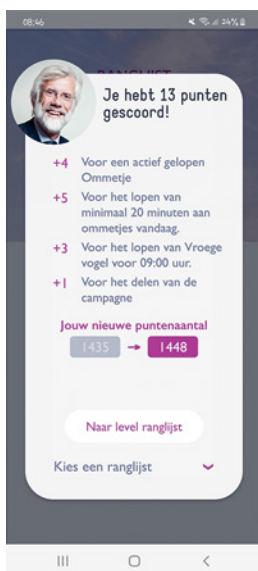 08:46
24%
RANGLIJST
Je hebt 13 punten
gescoord!
+4 Voor een actief gelopen
Ommetje
+5 Voor het lopen van
minimaal 20 minuten aan
ommetjes vandaag.
+3 Voor het lopen van Vroege
vogel voor 09:00 uur.
+1 Voor het delen van de
campagne
Jouw nieuwe puntenaantal
1435 → 1448
Naar level ranglijst
Kies een ranglijst